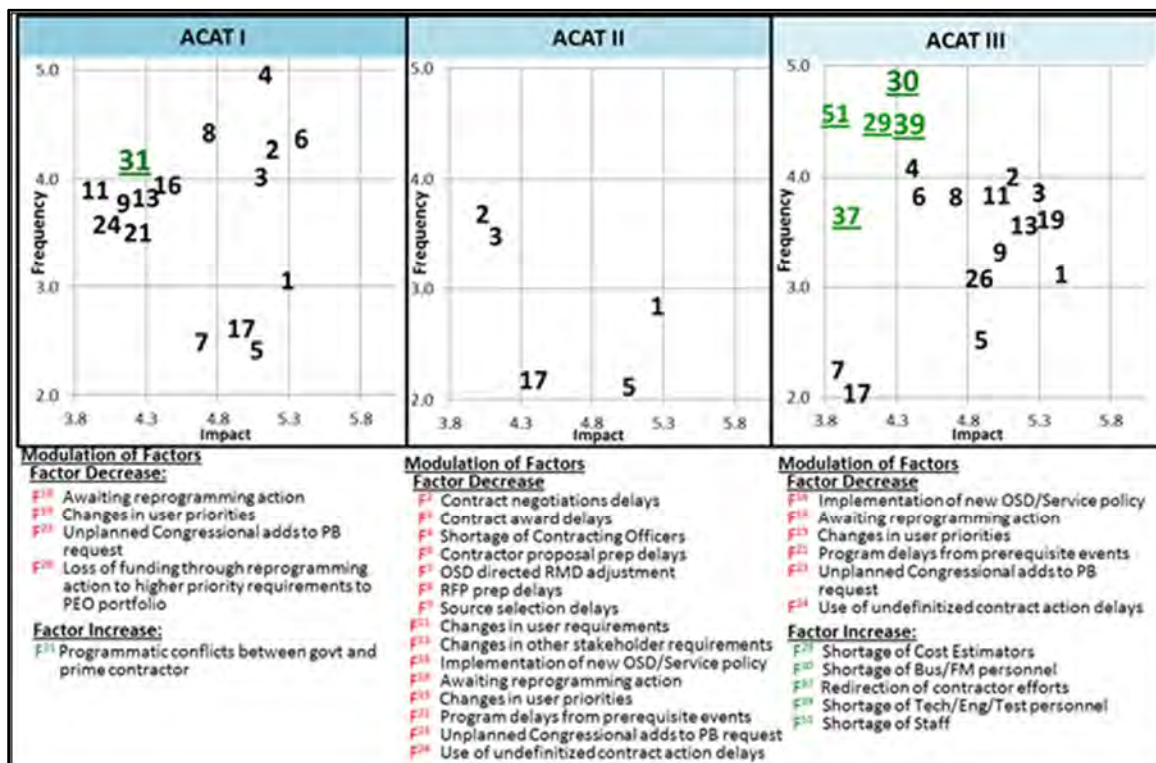 ACAT I
5.0
4.0
3.0
2.0
Frequency
4
8
6
2
31
3
11
16
9
13
24
21
1
17
7
5
3.8 4.3 4.8 5.3 5.8
Impact
ACAT II
5.0
4.0
3.0
2.0
Frequency
2
3
1
17
5
3.8 4.3 4.8 5.3 5.8
Impact
ACAT III
5.0
4.0
3.0
2.0
Frequency
30
51
29
39
4
2
6
8
11
3
37
13
19
9
26
1
5
7
17
3.8 4.3 4.8 5.3 5.8
Impact
Modulation of Factors
Factor Decrease:
F Awaiting reprogramming action
F Changes in user priorities
F Unplanned Congressional adds to PB
request
F Loss of funding through reprogramming
action to higher priority requirements to
PEO portfolio
Factor Increase:
F Programmatic conflicts between govt and
prime contractor
Modulation of Factors
Factor Decrease
F Contract negotiations delays
F Contract award delays
F Shortage of Contracting Officers
F Contractor proposal prep delays
F OSD directed RMD adjustment
F RFP prep delays
F Source selection delays
F Changes in user requirements
F Changes in other stakeholder requirements
F Implementation of new OSD/Service policy
F Awaiting reprogramming action
F Changes in user priorities
F Program delays from prerequisite events
F Unplanned Congressional adds to PB request
F Use of undefinitized contract action delays
Modulation of Factors
Factor Decrease
F Implementation of new OSD/Service policy
F Awaiting reprogramming action
F Changes in user priorities
F Program delays from prerequisite events
F Unplanned Congressional adds to PB
request
F Use of undefinitized contract action delays
Factor Increase:
F Shortage of Cost Estimators
F Shortage of Bus/FM personnel
F Redirection of contractor efforts
F Shortage of Tech/Eng/Test personnel
F Shortage of Staff